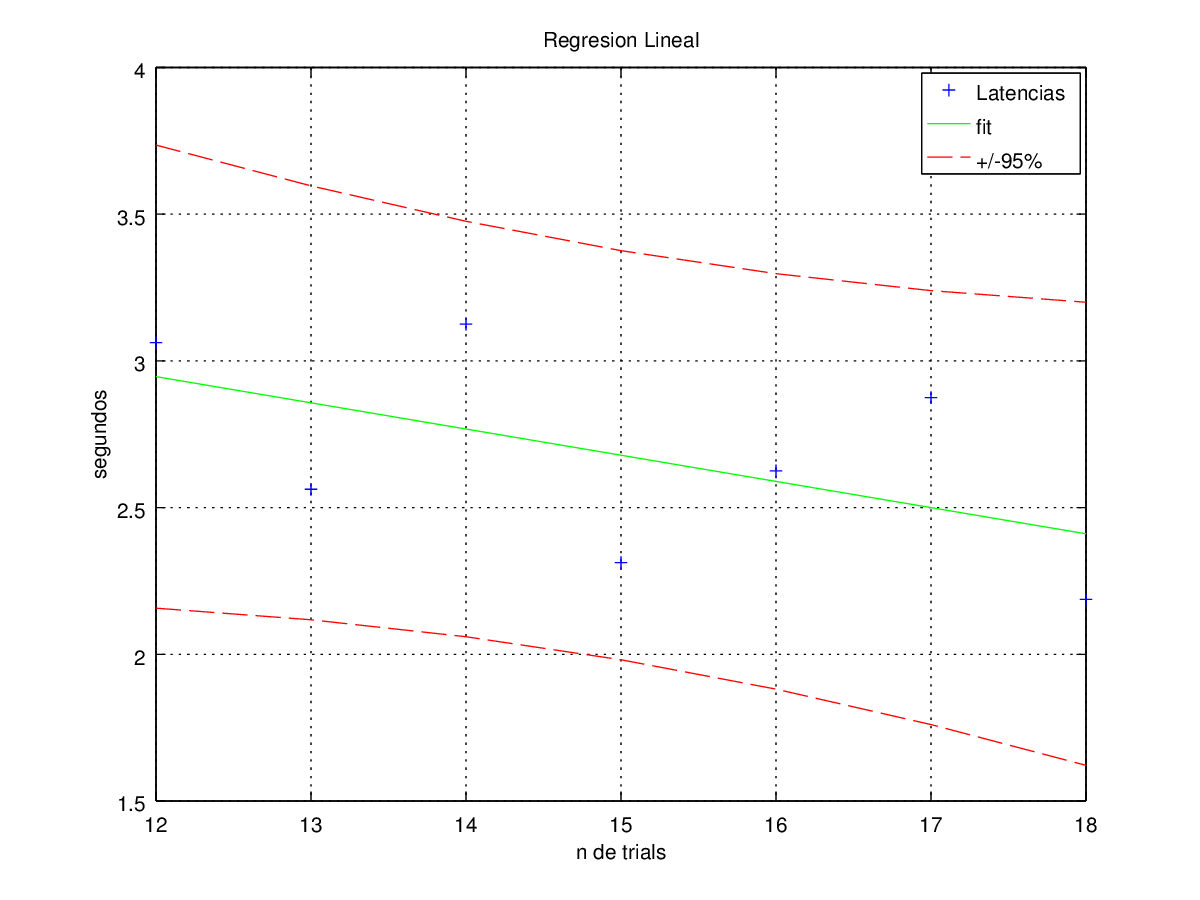 Regresion Lineal
Latencias
fit
+/-95%
4
3.5
3
2.5
2
1.5
segundos
12 13 14 15 16 17 18
n de trials